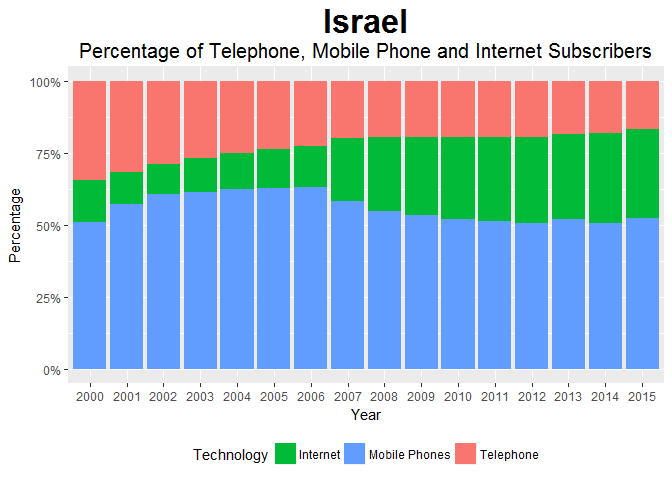 Israel
Percentage of Telephone, Mobile Phone and Internet Subscribers
Percentage
100%
75%
50%
25%
0%
2000 2001 2002 2003 2004 2005 2006 2007 2008 2009 2010 2011 2012 2013 2014 2015
Year
Technology Internet Mobile Phones Telephone